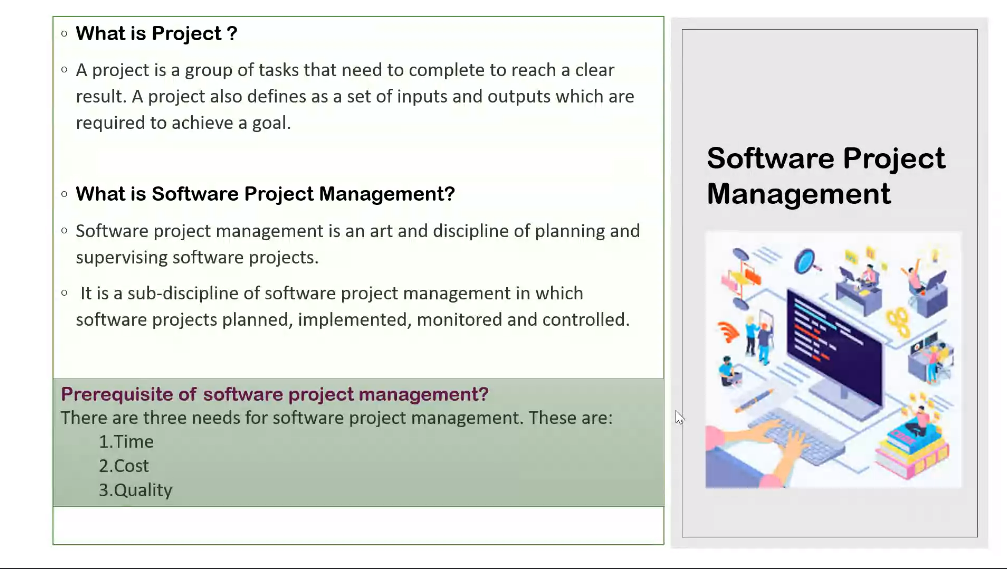 What is Project ?
A project is a group of tasks that need to complete to reach a clear
result. A project also defines as a set of inputs and outputs which are
required to achieve a goal.
What is Software Project Management?
Software project management is an art and discipline of planning and
supervising software projects.
It is a sub-discipline of software project management in which
software projects planned, implemented, monitored and controlled.
Prerequisite of software project management?
There are three needs for software project management. These are:
1.Time
2.Cost
3.Quality
Software Project
Management